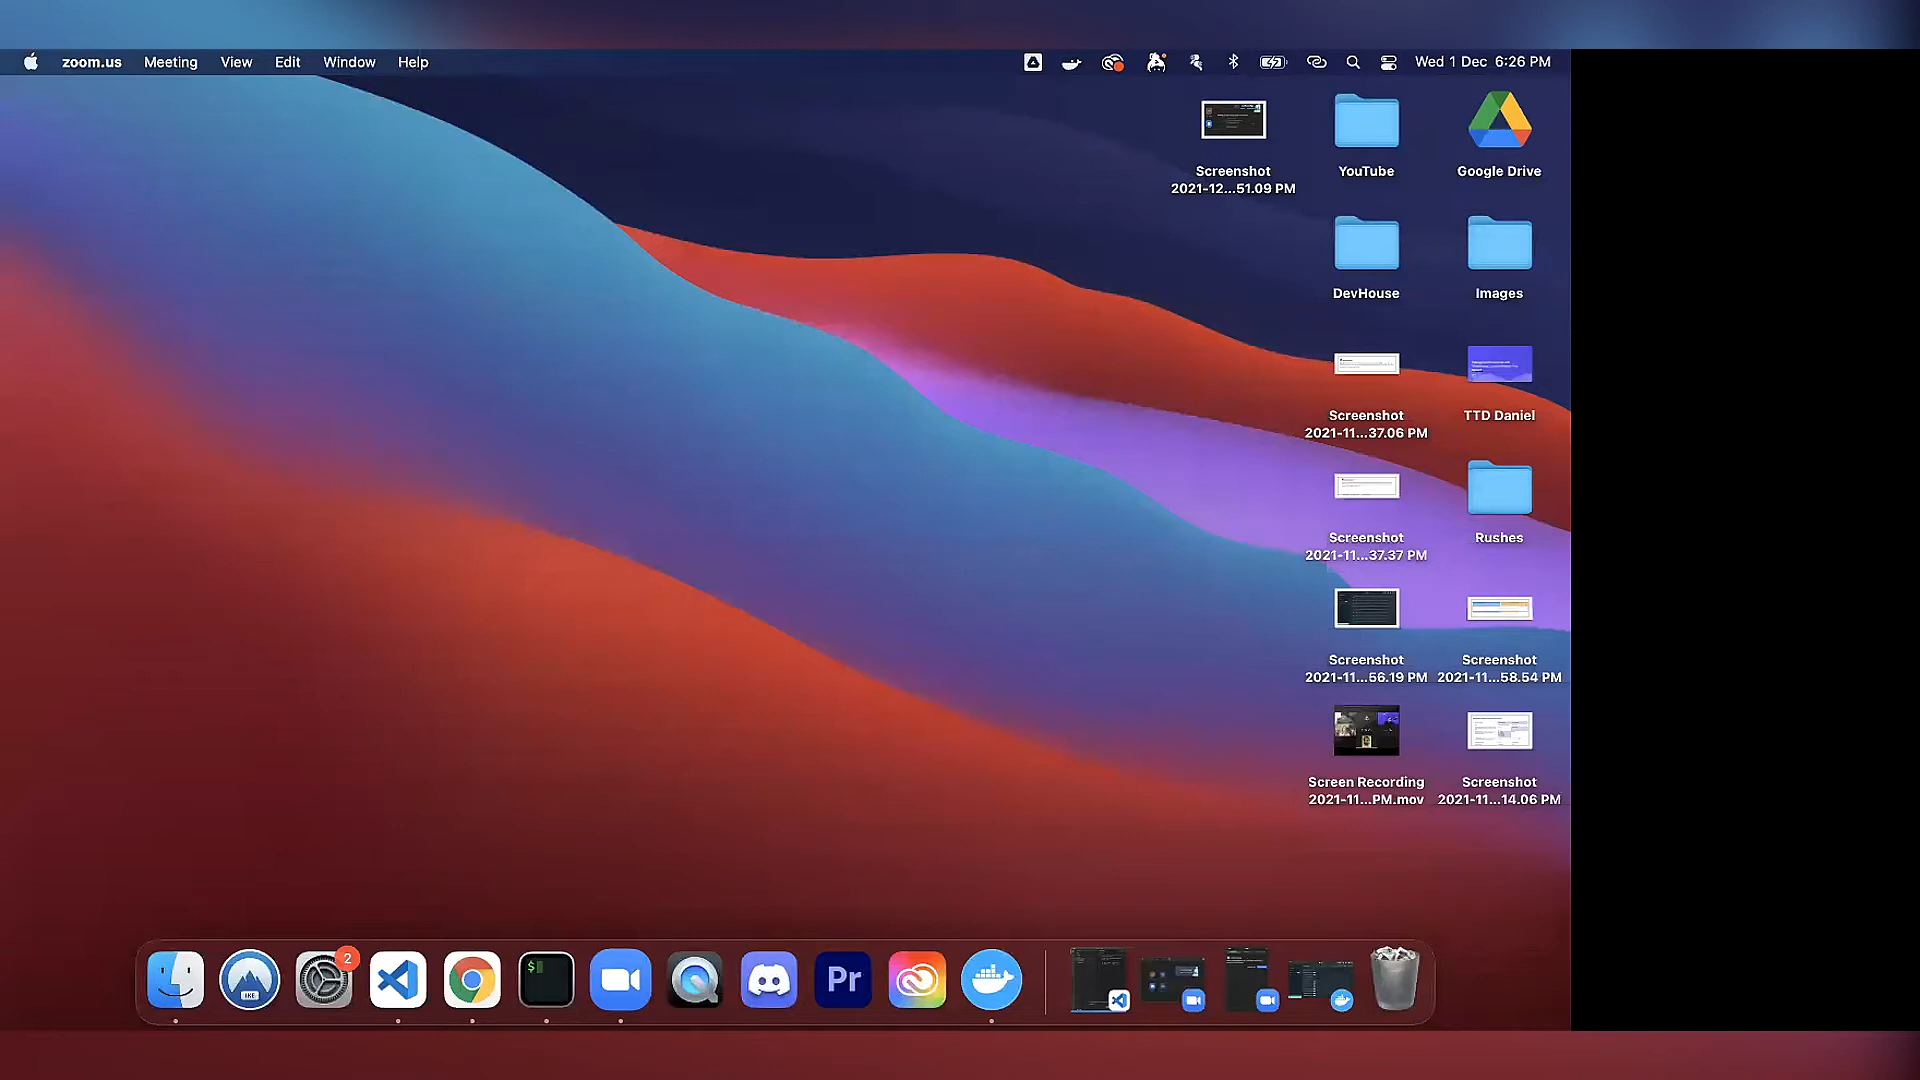 zoom.us Meeting View Edit Window Help Wed 1 Dec 6:26 PM
Screenshot
2021-12...51.09 PM
YouTube
Google Drive
DevHouse
Images
Screenshot
2021-11...37.06 PM
TTD Daniel
Screenshot
2021-11...37.37 PM
Rushes
Screenshot
2021-11...56.19 PM
Screenshot
2021-11...58.54 PM
Screen Recording
2021-11...PM.mov
Screenshot
2021-11...14.06 PM
IKE
2
$
Pr